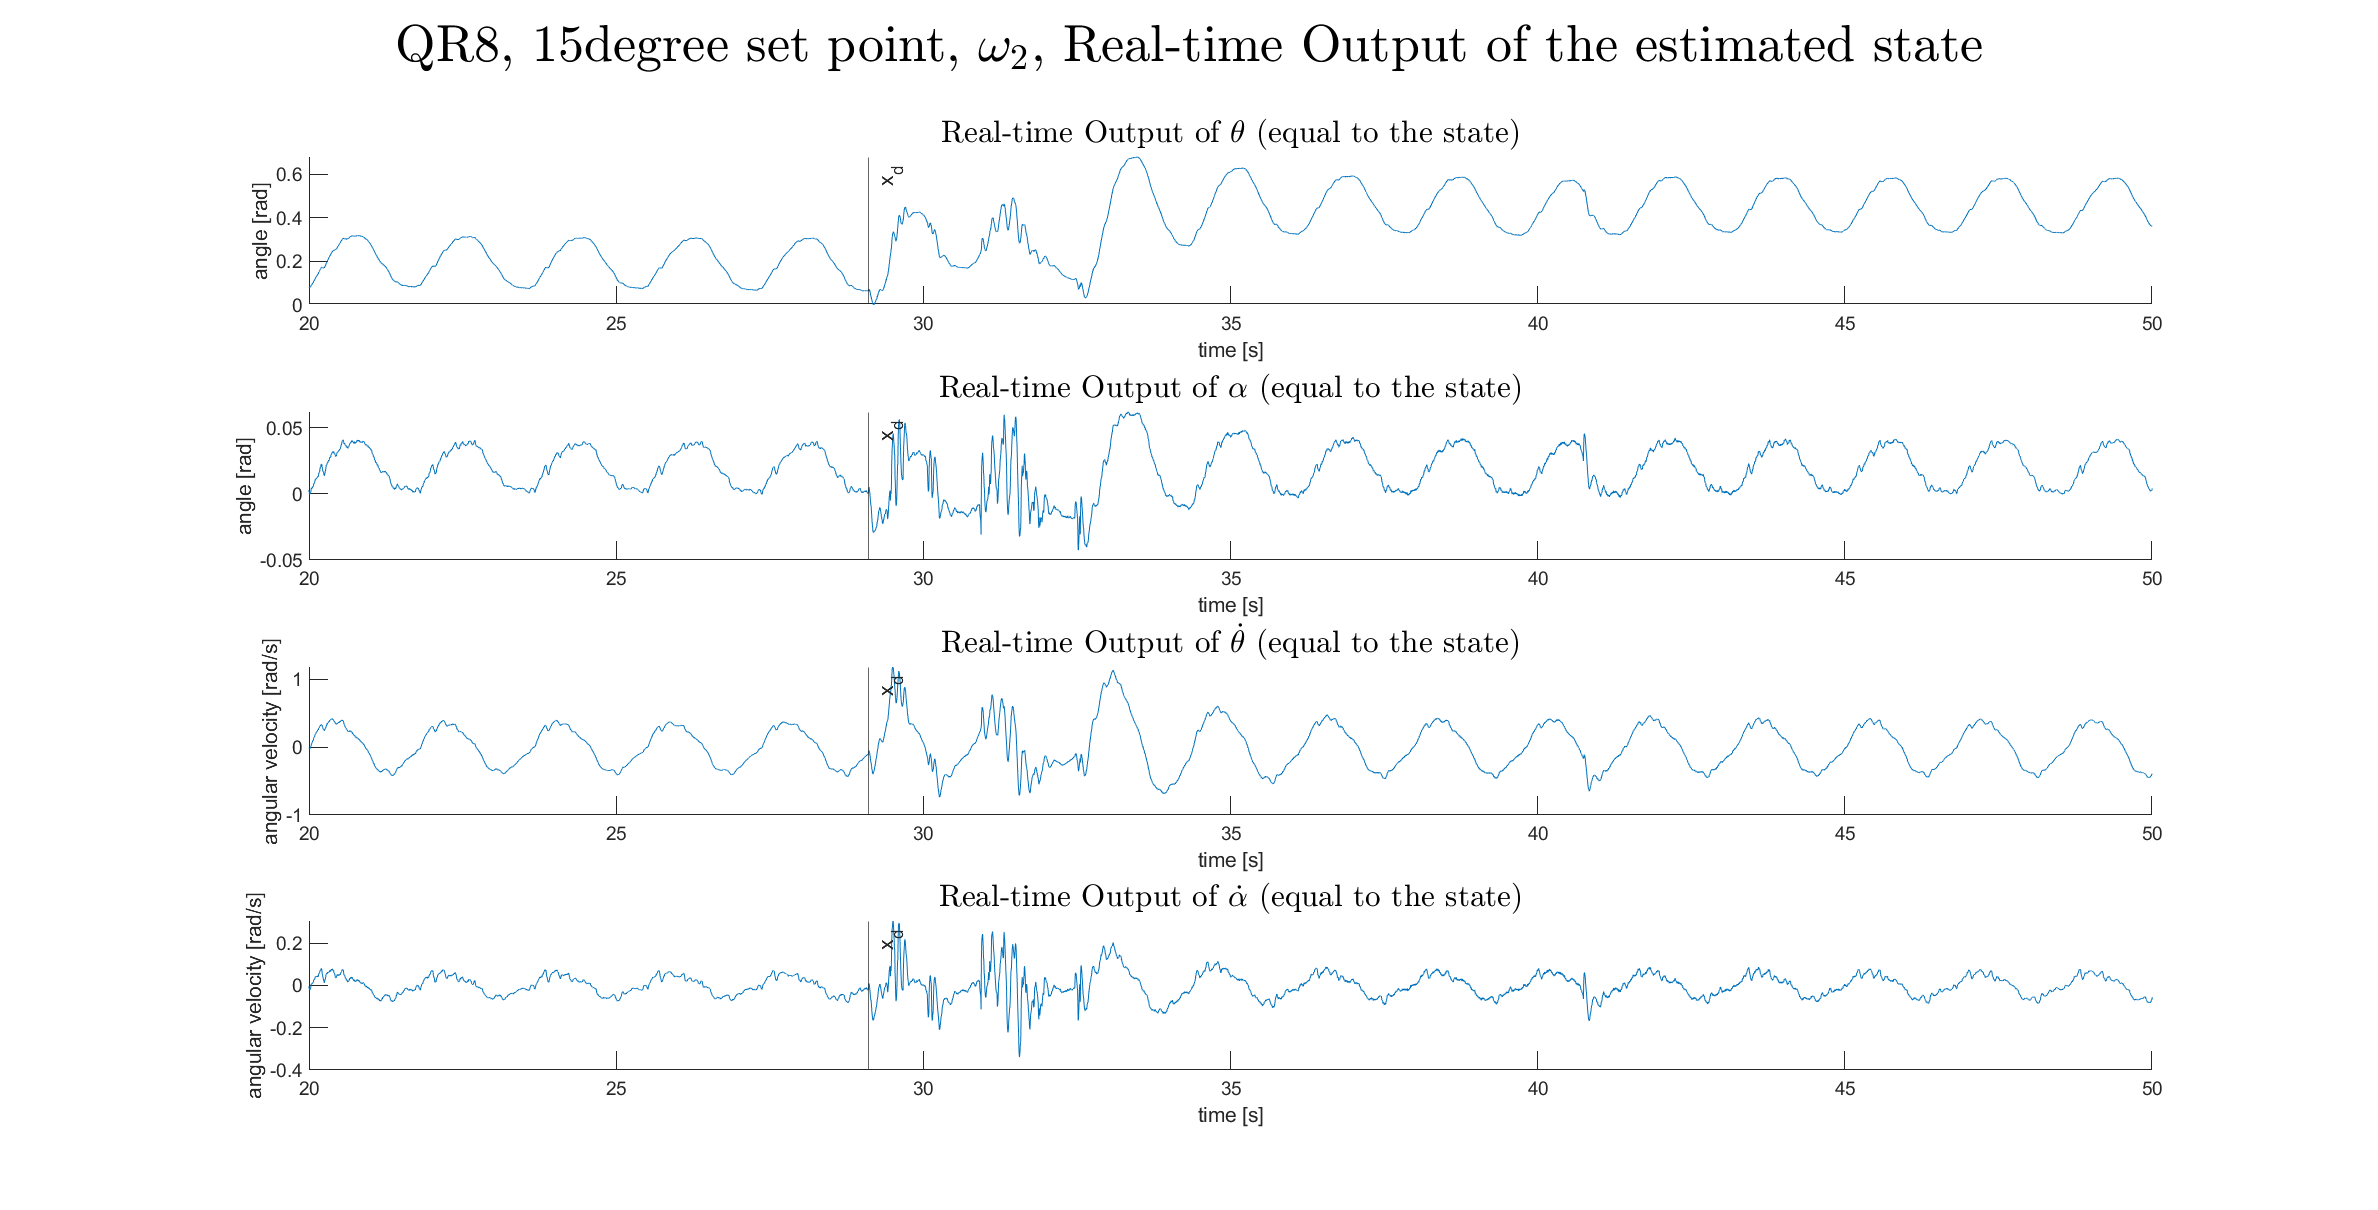 QR8, 15degree set point, ω₂, Real-time Output of the estimated state
Real-time Output of θ (equal to the state)
angle [rad]
0.6
0.4
0.2
0
x_d
20 25 30 35 40 45 50
time [s]
Real-time Output of α (equal to the state)
angle [rad]
0.05
0
-0.05
x_d
20 25 30 35 40 45 50
time [s]
Real-time Output of θ̇ (equal to the state)
angular velocity [rad/s]
1
0
-1
x_d
20 25 30 35 40 45 50
time [s]
Real-time Output of α̇ (equal to the state)
angular velocity [rad/s]
0.2
0
-0.2
-0.4
x_d
20 25 30 35 40 45 50
time [s]